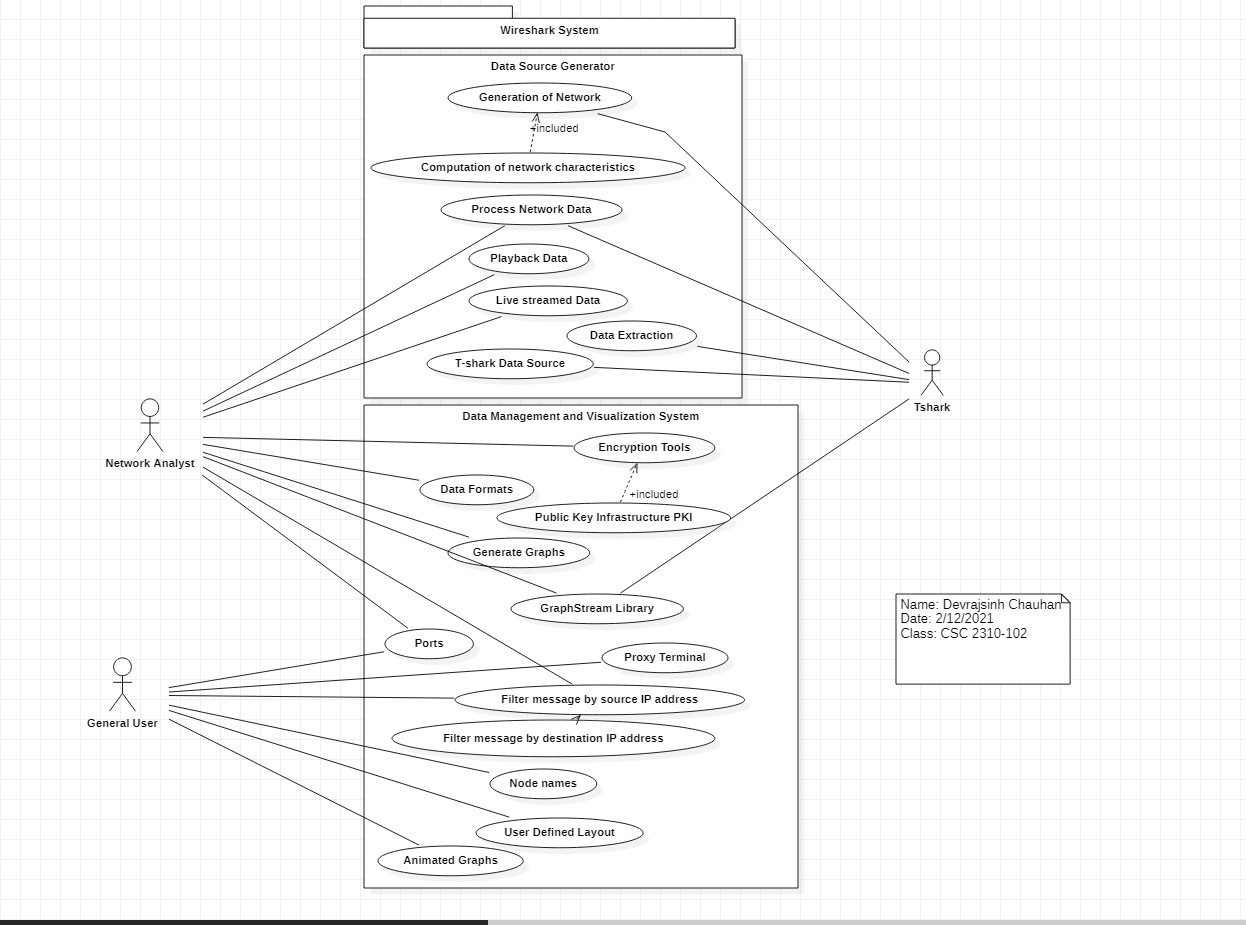 Wireshark System
Data Source Generator
Generation of Network
+included
Computation of network characteristics
Process Network Data
Playback Data
Live streamed Data
Data Extraction
T-shark Data Source
Tshark
Network Analyst
Data Management and Visualization System
Encryption Tools
Data Formats
+included
Public Key Infrastructure PKI
Generate Graphs
GraphStream Library
Name: Devrajsinh Chauhan
Date: 2/12/2021
Class: CSC 2310-102
Ports
Proxy Terminal
Filter message by source IP address
General User
Filter message by destination IP address
Node names
User Defined Layout
Animated Graphs